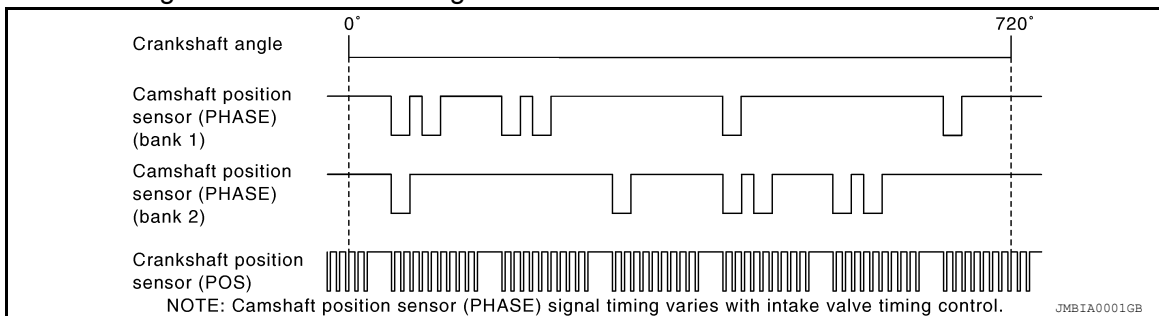 0˚ 720˚
Crankshaft angle
Camshaft position
sensor (PHASE)
(bank 1)
Camshaft position
sensor (PHASE)
(bank 2)
Crankshaft position
sensor (POS)
NOTE: Camshaft position sensor (PHASE) signal timing varies with intake valve timing control.
JMBIA0001GB